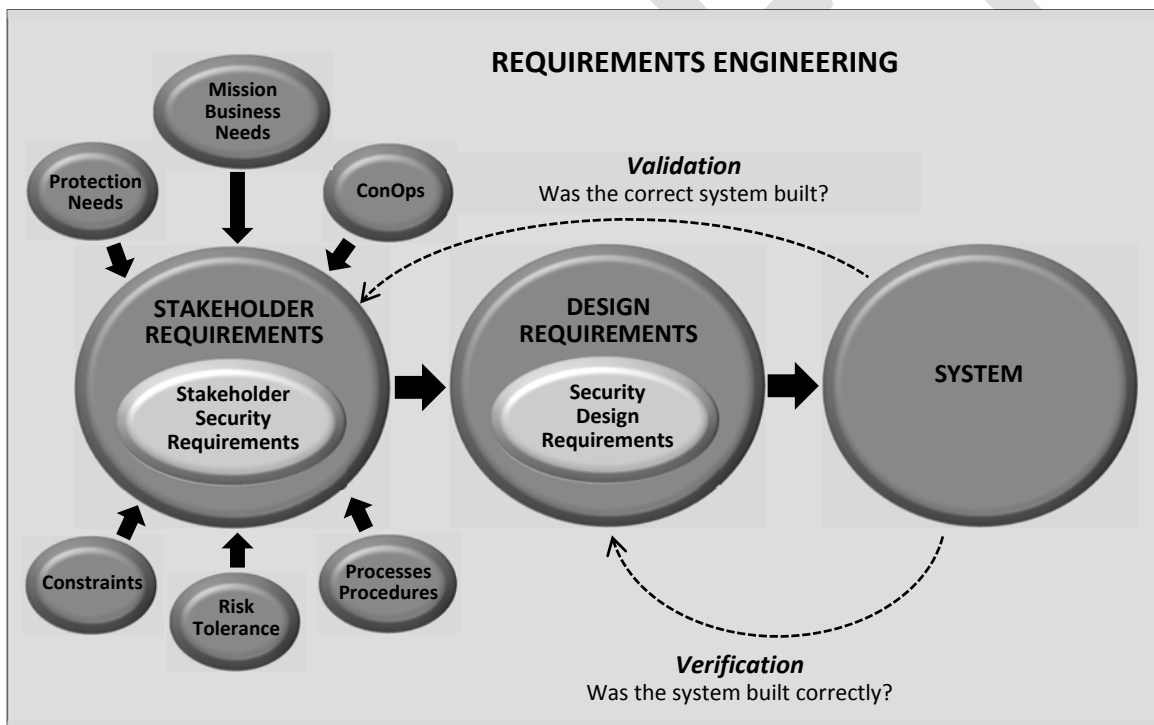 REQUIREMENTS ENGINEERING
Mission
Business
Needs
Protection
Needs
ConOps
Validation
Was the correct system built?
STAKEHOLDER
REQUIREMENTS
Stakeholder
Security
Requirements
DESIGN
REQUIREMENTS
Security
Design
Requirements
SYSTEM
Constraints
Risk
Tolerance
Processes
Procedures
Verification
Was the system built correctly?